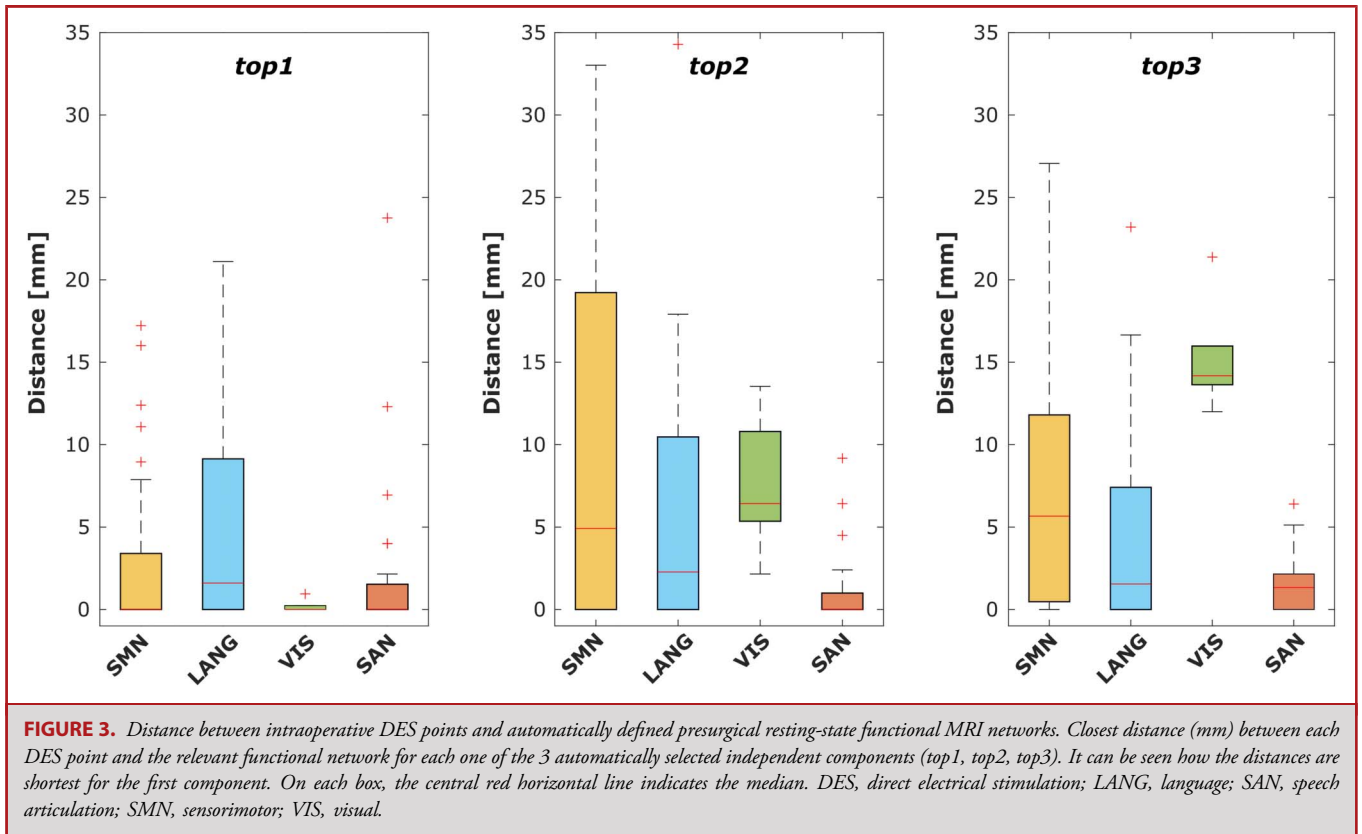 top1
35
30
25
20
15
10
5
0
Distance [mm]
SMN
LANG
VIS
SAN
top2
35
30
25
20
15
10
5
0
Distance [mm]
SMN
LANG
VIS
SAN
top3
35
30
25
20
15
10
5
0
Distance [mm]
SMN
LANG
VIS
SAN
FIGURE 3. Distance between intraoperative DES points and automatically defined presurgical resting-state functional MRI networks. Closest distance (mm) between each
DES point and the relevant functional network for each one of the 3 automatically selected independent components (top1, top2, top3). It can be seen how the distances are
shortest for the first component. On each box, the central red horizontal line indicates the median. DES, direct electrical stimulation; LANG, language; SAN, speech
articulation; SMN, sensorimotor; VIS, visual.